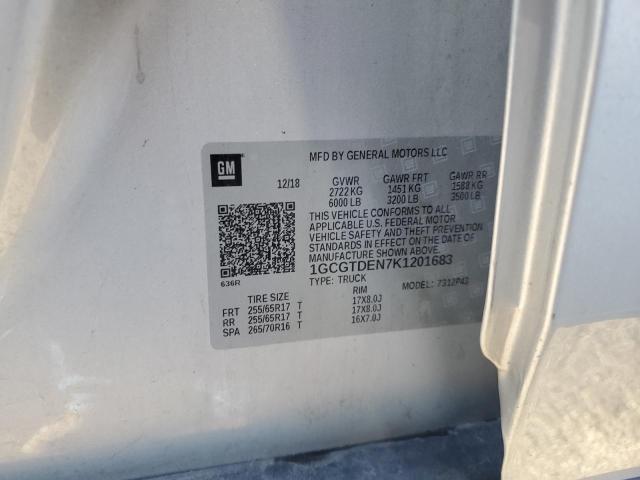 GM
MFD BY GENERAL MOTORS LLC
12/18
GVWR GAWR FRT GAWR RR
2722 KG 1451 KG 1588 KG
6000 LB 3200 LB 3500 LB
THIS VEHICLE CONFORMS TO ALL
APPLICABLE U.S. FEDERAL MOTOR
VEHICLE SAFETY AND THEFT PREVENTION
STANDARDS IN EFFECT ON THE DATE OF
MANUFACTURE SHOWN ABOVE.
1GCGTDEN7K1201683
636R
TYPE: TRUCK MODEL: 7312P43
TIRE SIZE RIM
FRT 255/65R17 T 17X8.0J
RR 255/65R17 T 17X8.0J
SPA 265/70R16 T 16X7.0J